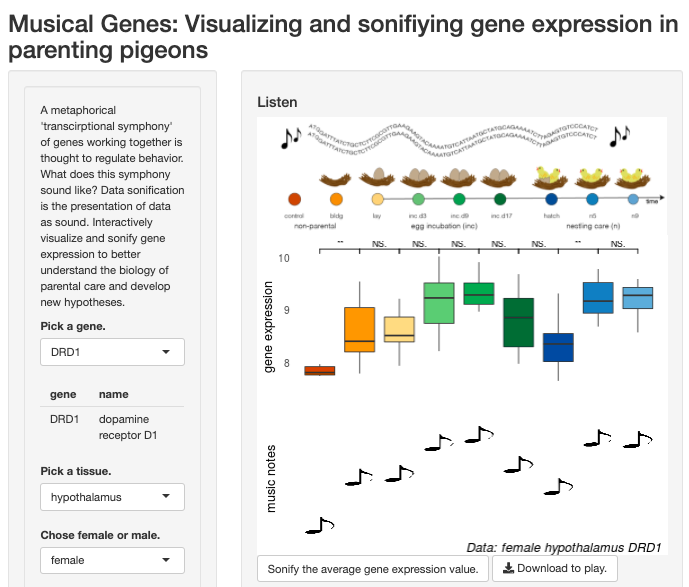 Musical Genes: Visualizing and sonifiying gene expression in
parenting pigeons
A metaphorical
'transcirptional symphony'
of genes working together is
thought to regulate behavior.
What does this symphony
sound like? Data sonification
is the presentation of data
as sound. Interactively
visualize and sonify gene
expression to better
understand the biology of
parental care and develop
new hypotheses.
Pick a gene.
DRD1
gene name
DRD1 dopamine
receptor D1
Pick a tissue.
hypothalamus
Chose female or male.
female
Listen
control bldg lay inc d3 inc d9 inc d17 hatch n5 n9 time
non-parental egg incubation (inc) nestling care (n)
** NS. NS. NS. NS. NS. ** NS.
10
9
8
gene expression
music notes
Data: female hypothalamus DRD1
Sonify the average gene expression value. Download to play.